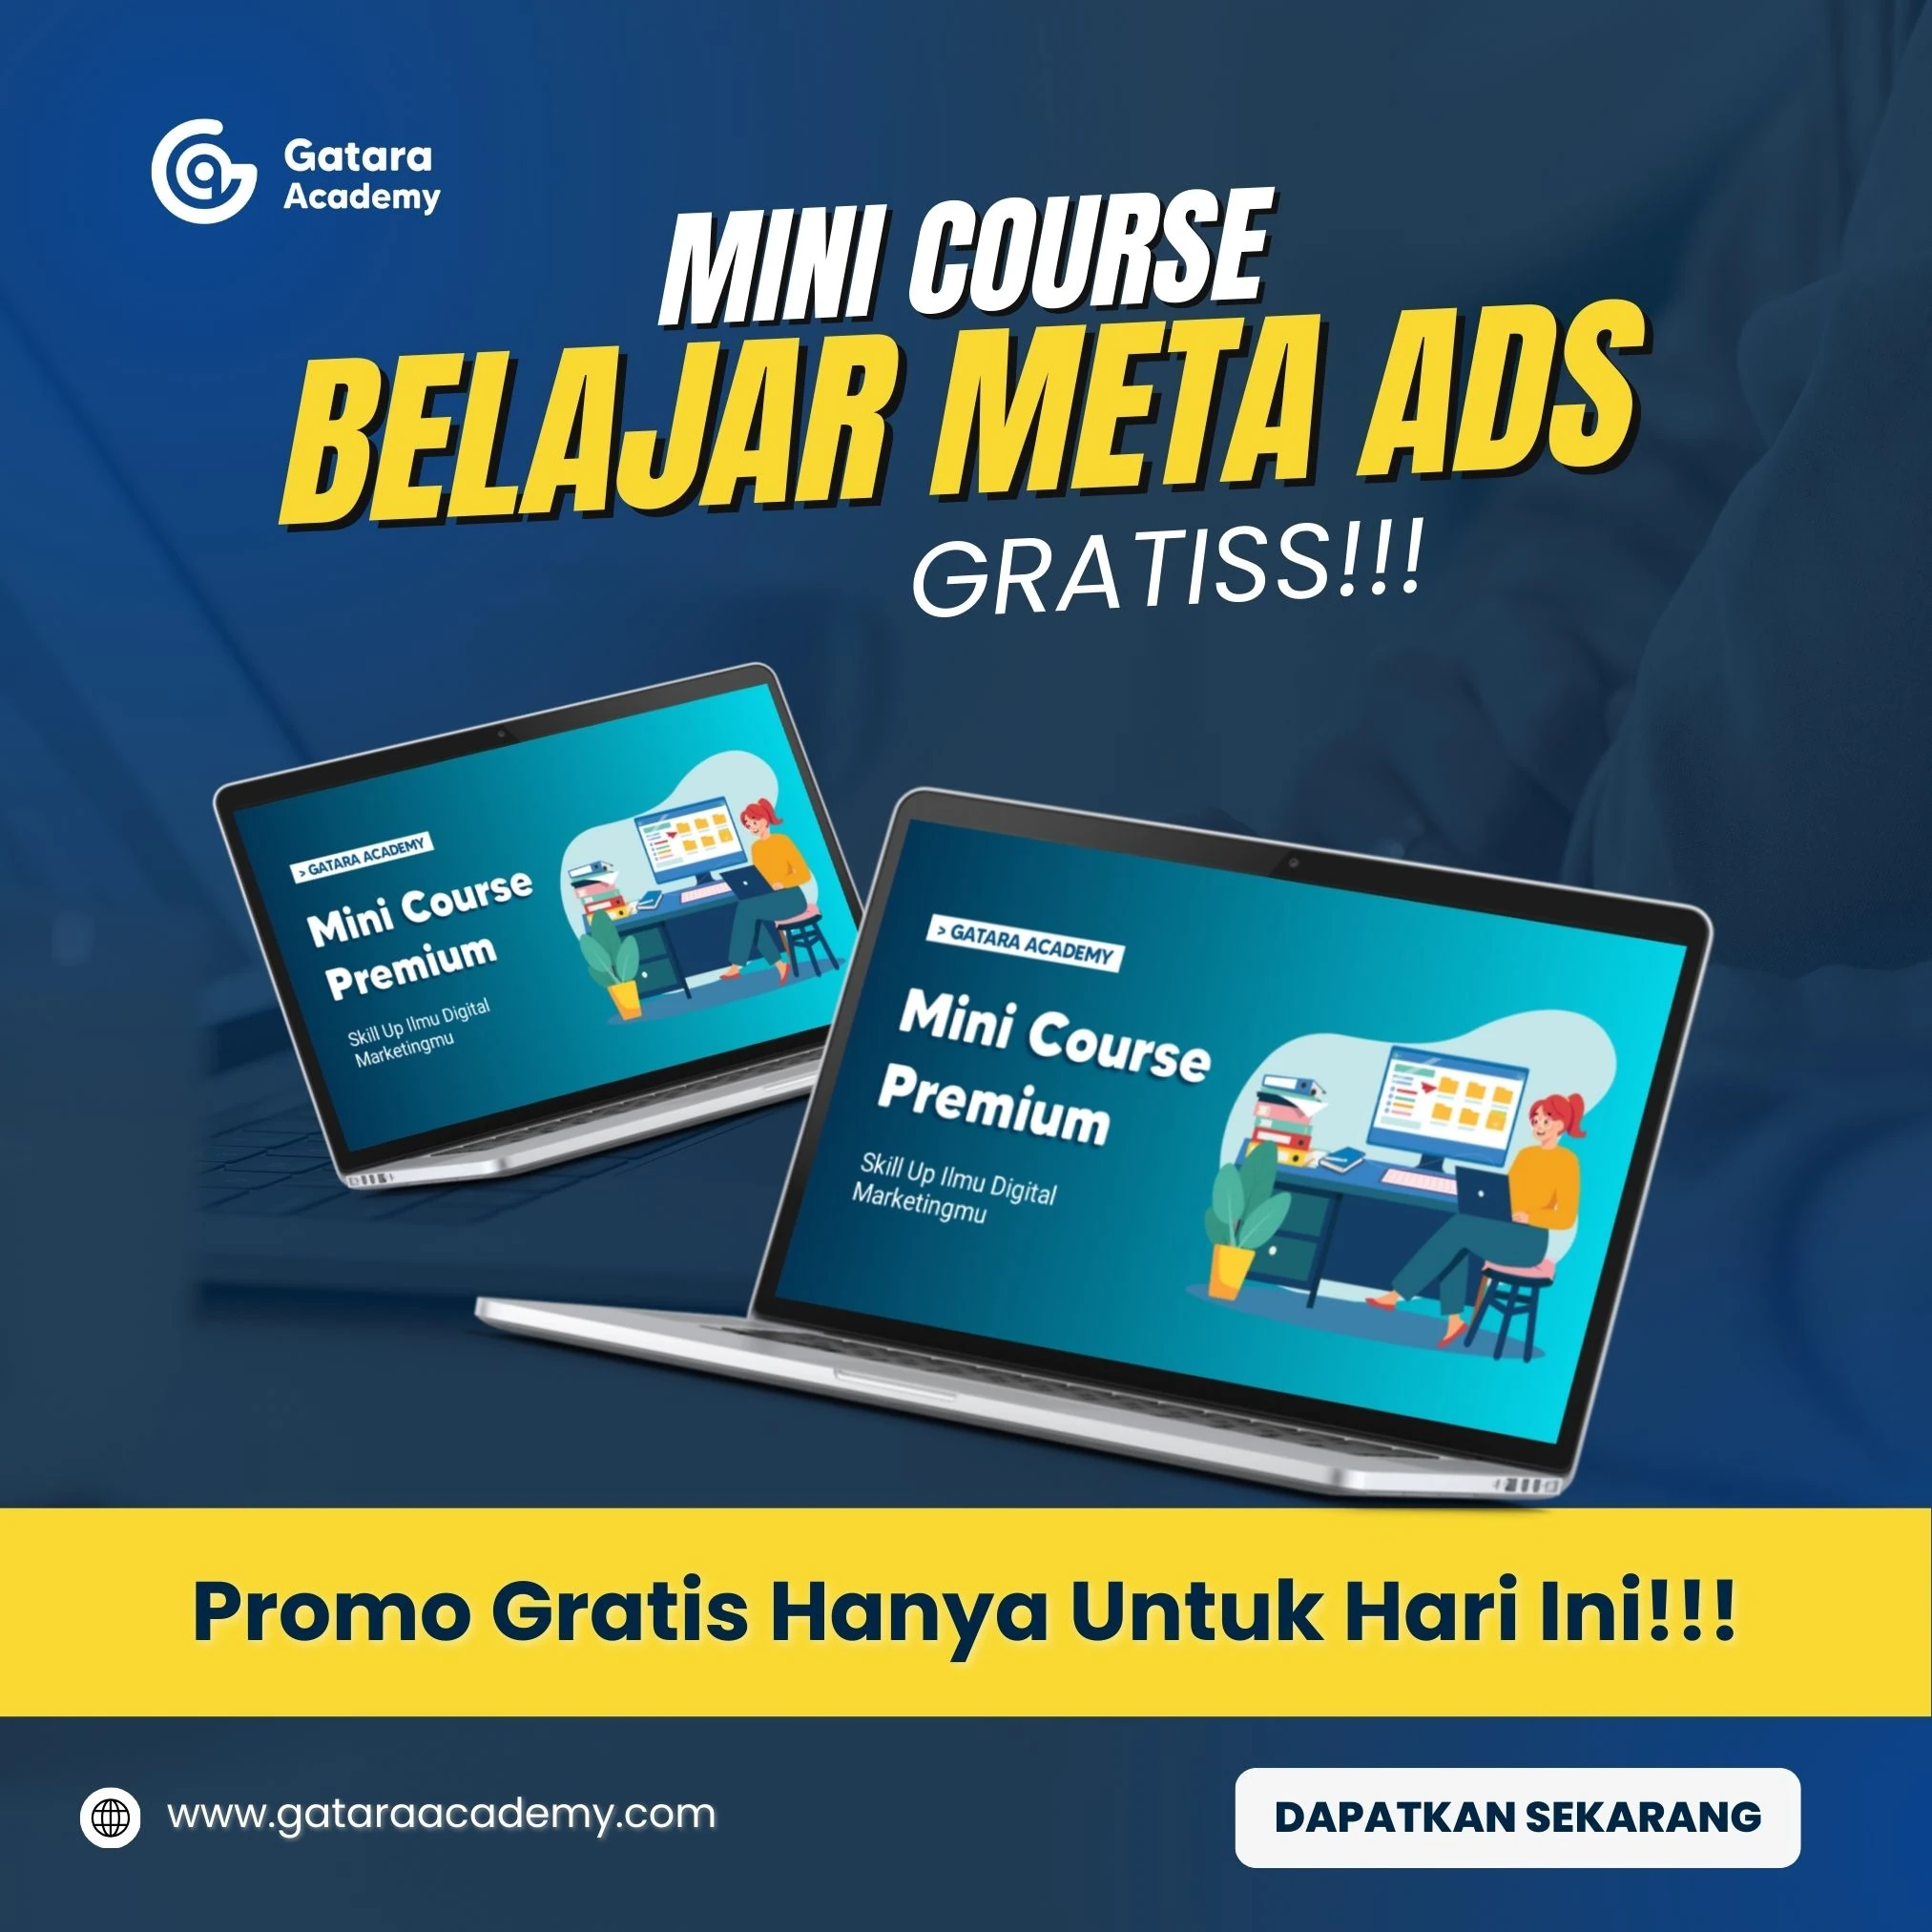 Gatara
Academy
MINI COURSE
BELAJAR META ADS
GRATISS!!!
> GATARA ACADEMY
Mini Course
Premium
Skill Up Ilmu Digital
Marketingmu
> GATARA ACADEMY
Mini Course
Premium
Skill Up Ilmu Digital
Marketingmu
Promo Gratis Hanya Untuk Hari Ini!!!
www.gataraacademy.com
DAPATKAN SEKARANG